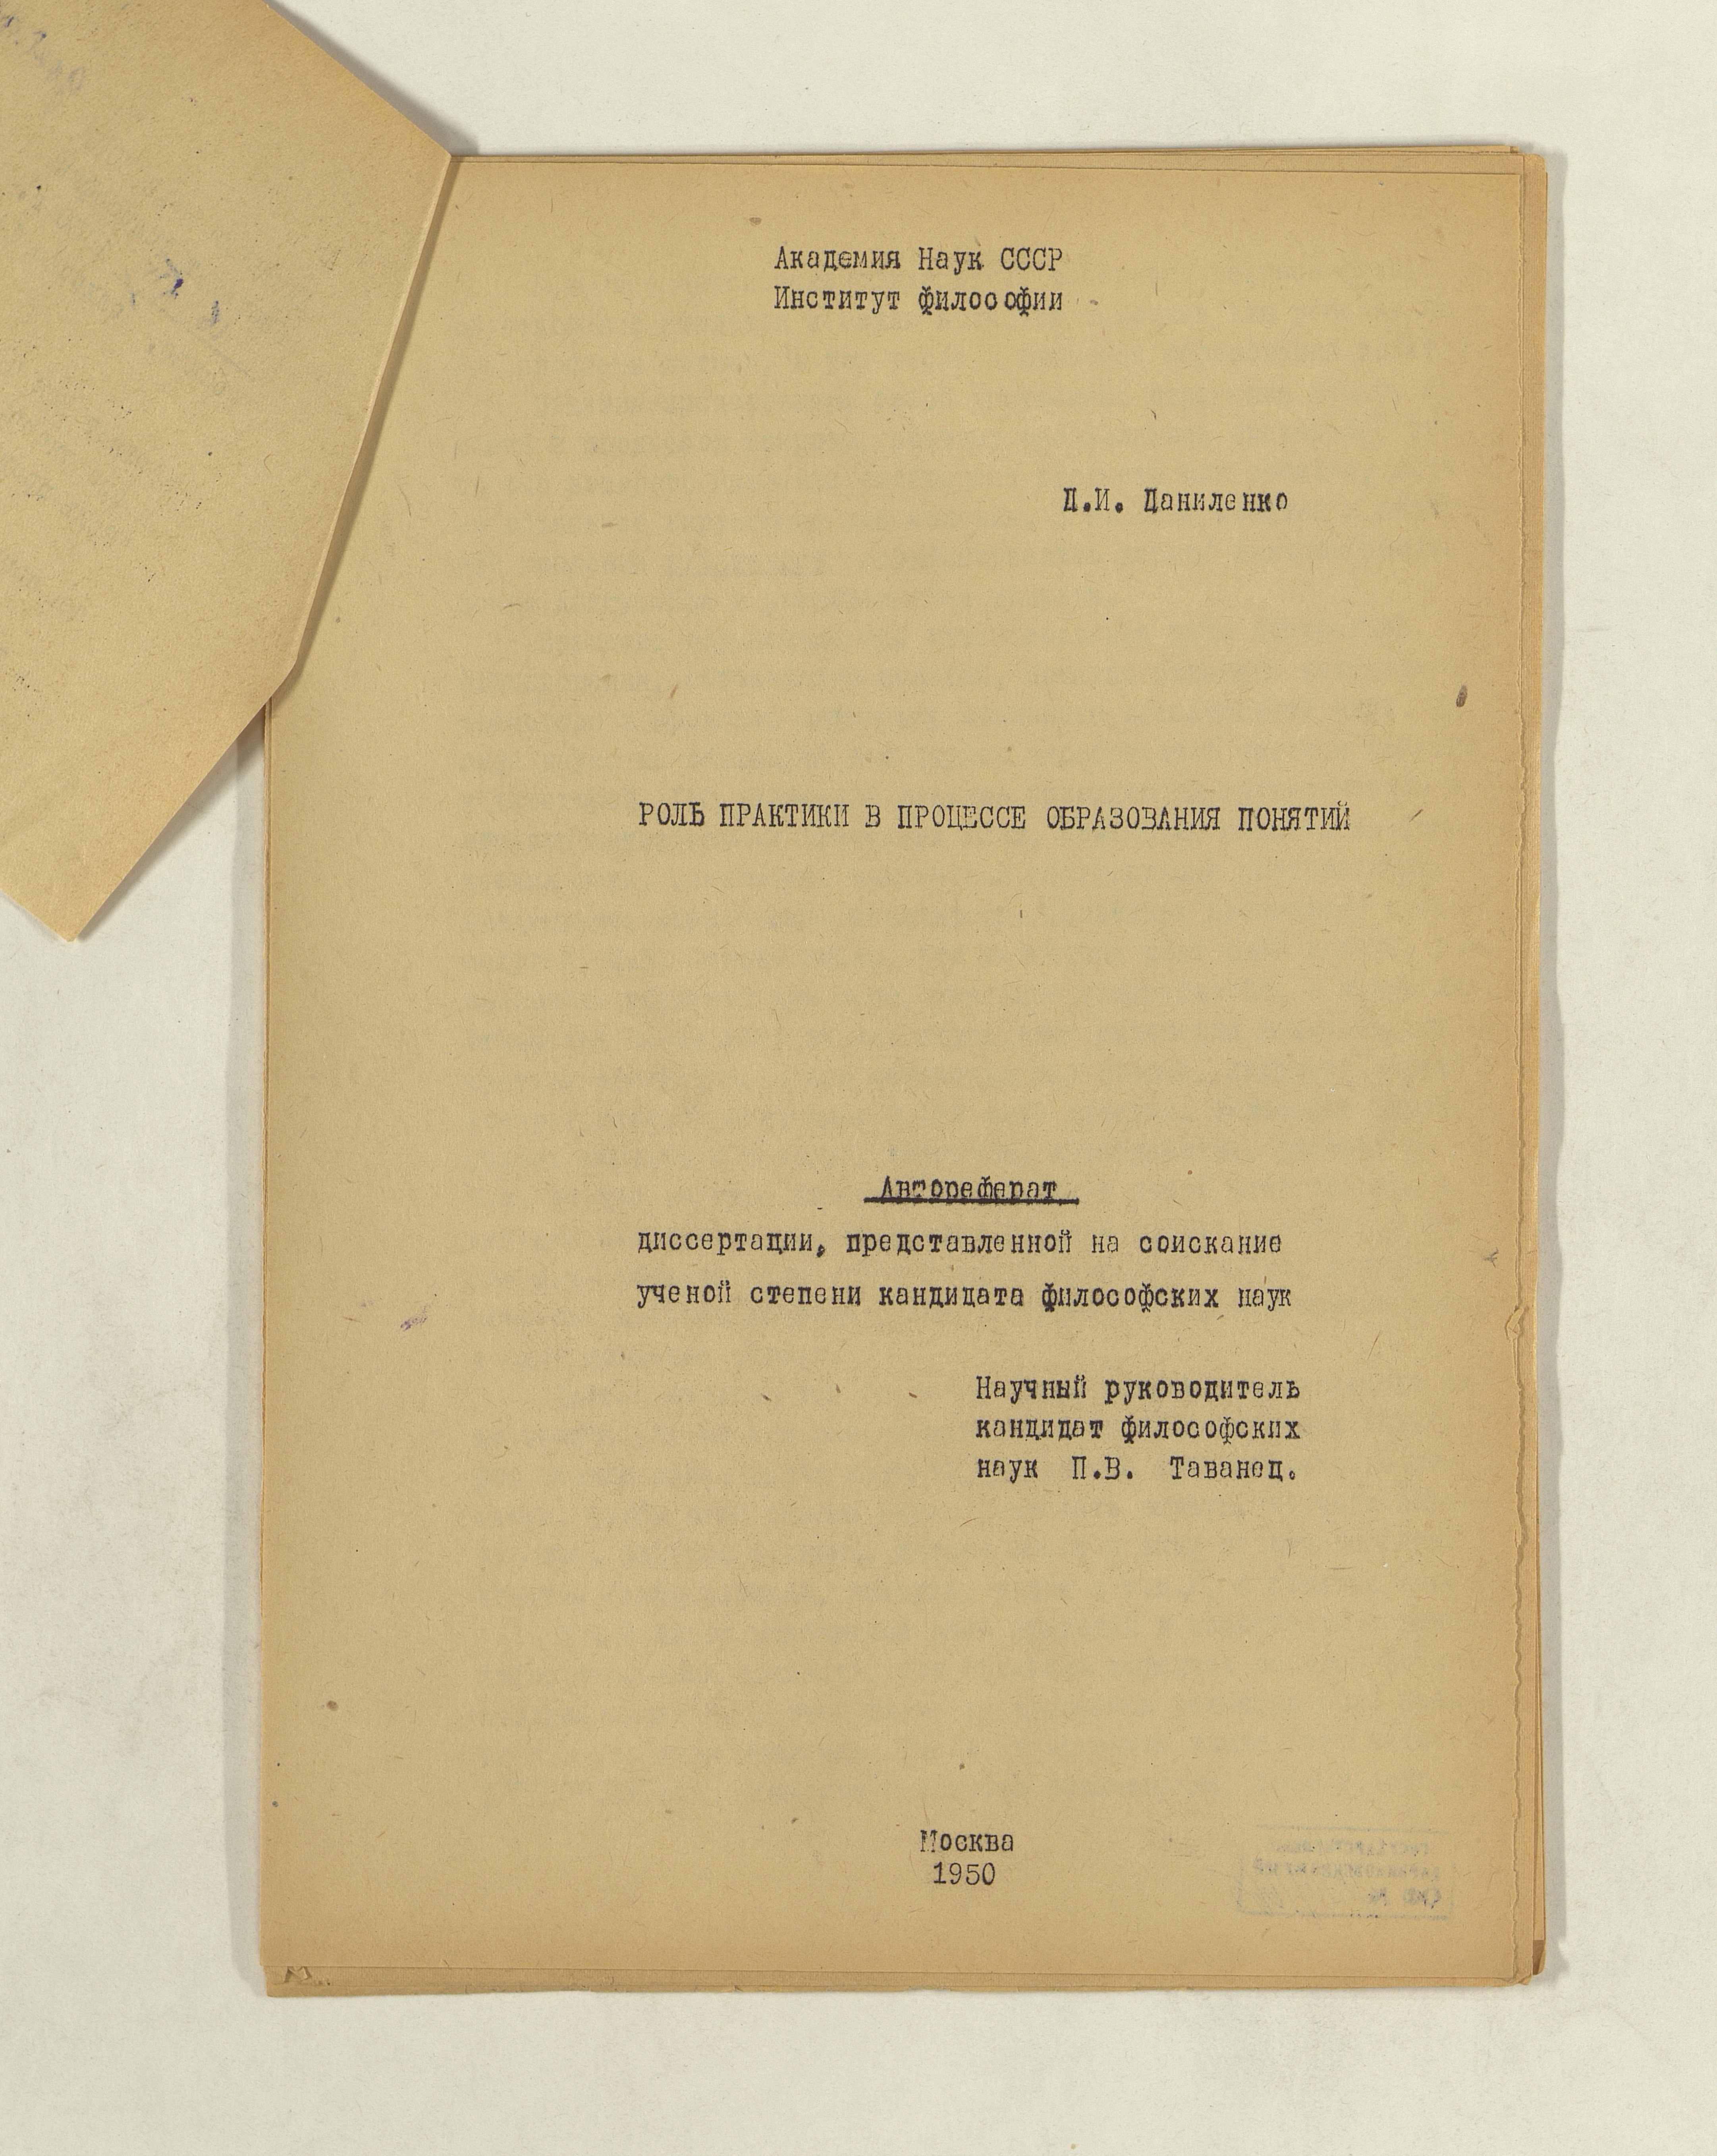 Академия Наук СССР
Институт философии
Д.И. Даниленко
РОЛЬ ПРАКТИКИ В ПРОЦЕССЕ ОБРАЗОВАНИЯ ПОНЯТИЙ
Автореферат
диссертации, представленной на соискание
ученой степени кандидата философских наук
Научный руководитель
кандидат философских
наук П.В. Таванец.
Москва
1950